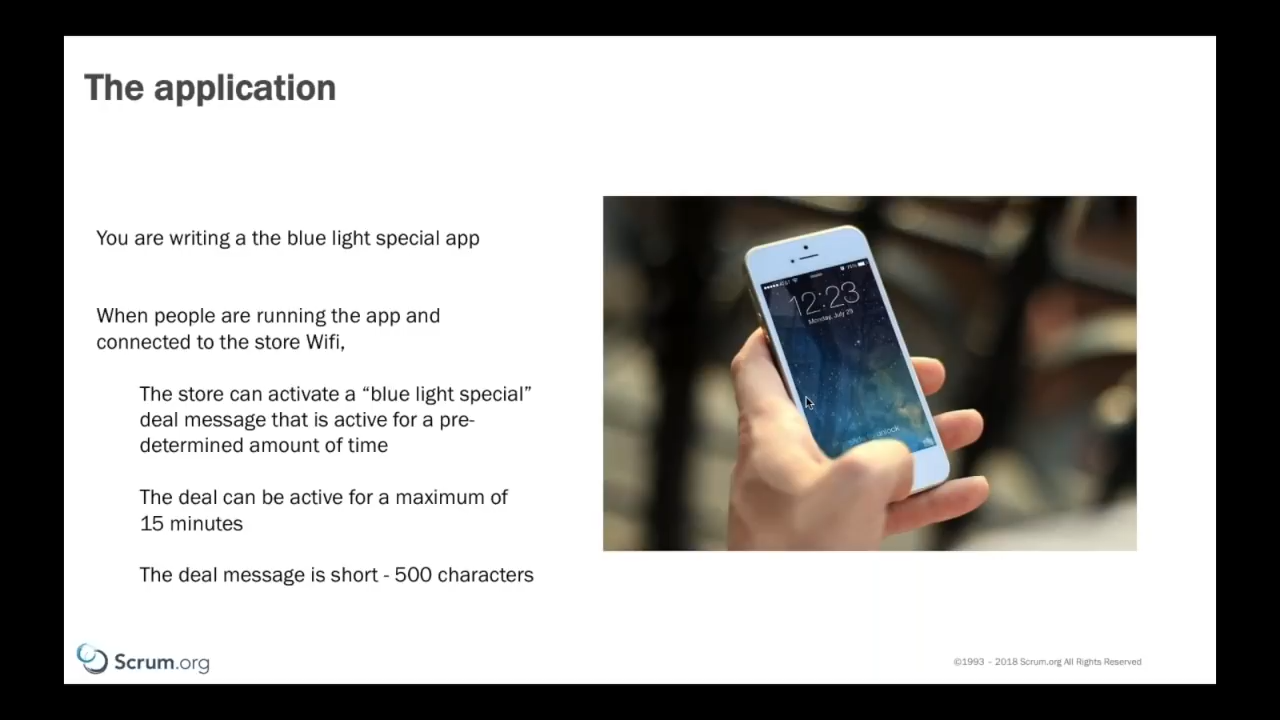 The application
You are writing a the blue light special app
When people are running the app and
connected to the store Wifi,
The store can activate a “blue light special”
deal message that is active for a pre-
determined amount of time
The deal can be active for a maximum of
15 minutes
The deal message is short - 500 characters
12:23
Monday, July 29
Scrum.org
©1993 – 2018 Scrum.org All Rights Reserved